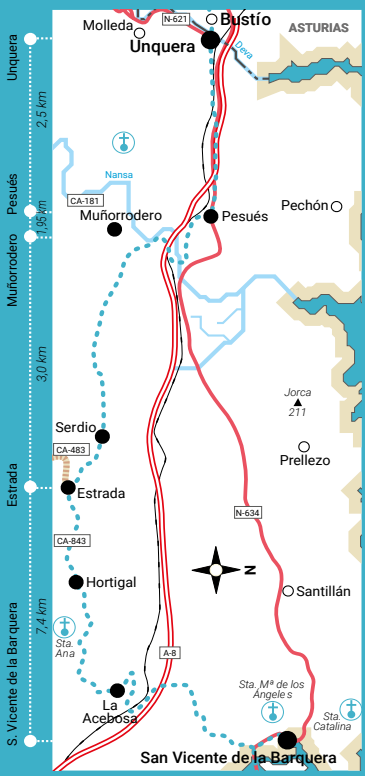 Unquera
2,5 km
Pesués
1,95 km
Muñorrodero
3,0 km
Estrada
7,4 km
S. Vicente de la Barquera
Molleda
N-621
Bustío
Unquera
Deva
ASTURIAS
Nansa
CA-181
Muñorrodero
Pesués
Pechón
Jorca
211
Serdio
CA-483
Prellezo
Estrada
N-634
CA-843
N
Hortigal
Santillán
Sta.
Ana
A-8
La
Acebosa
Sta. Mª de los
Ángeles
Sta.
Catalina
San Vicente de la Barquera